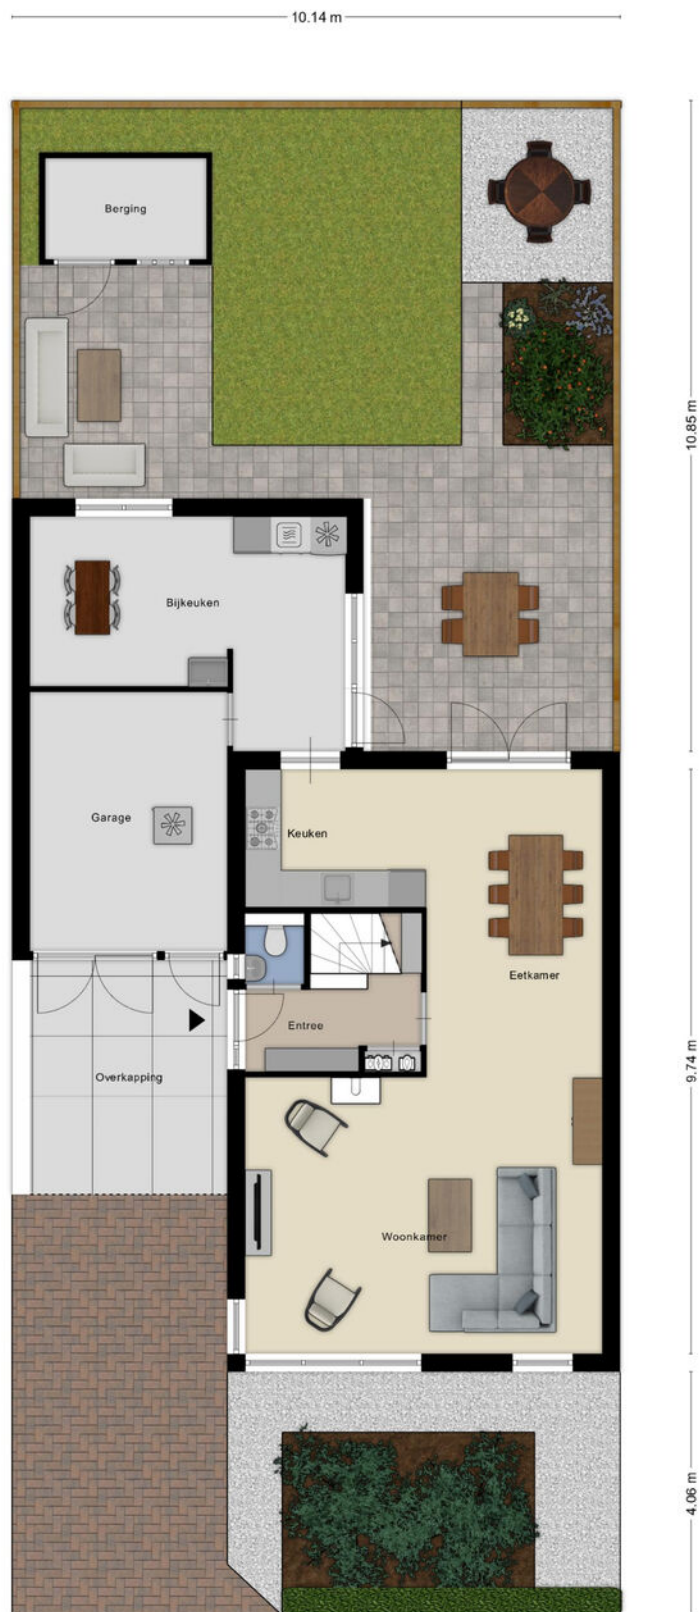 10.14 m
Berging
10.85 m
Bijkeuken
Garage
Keuken
Eetkamer
Entree
Overkapping
9.74 m
Woonkamer
4.06 m